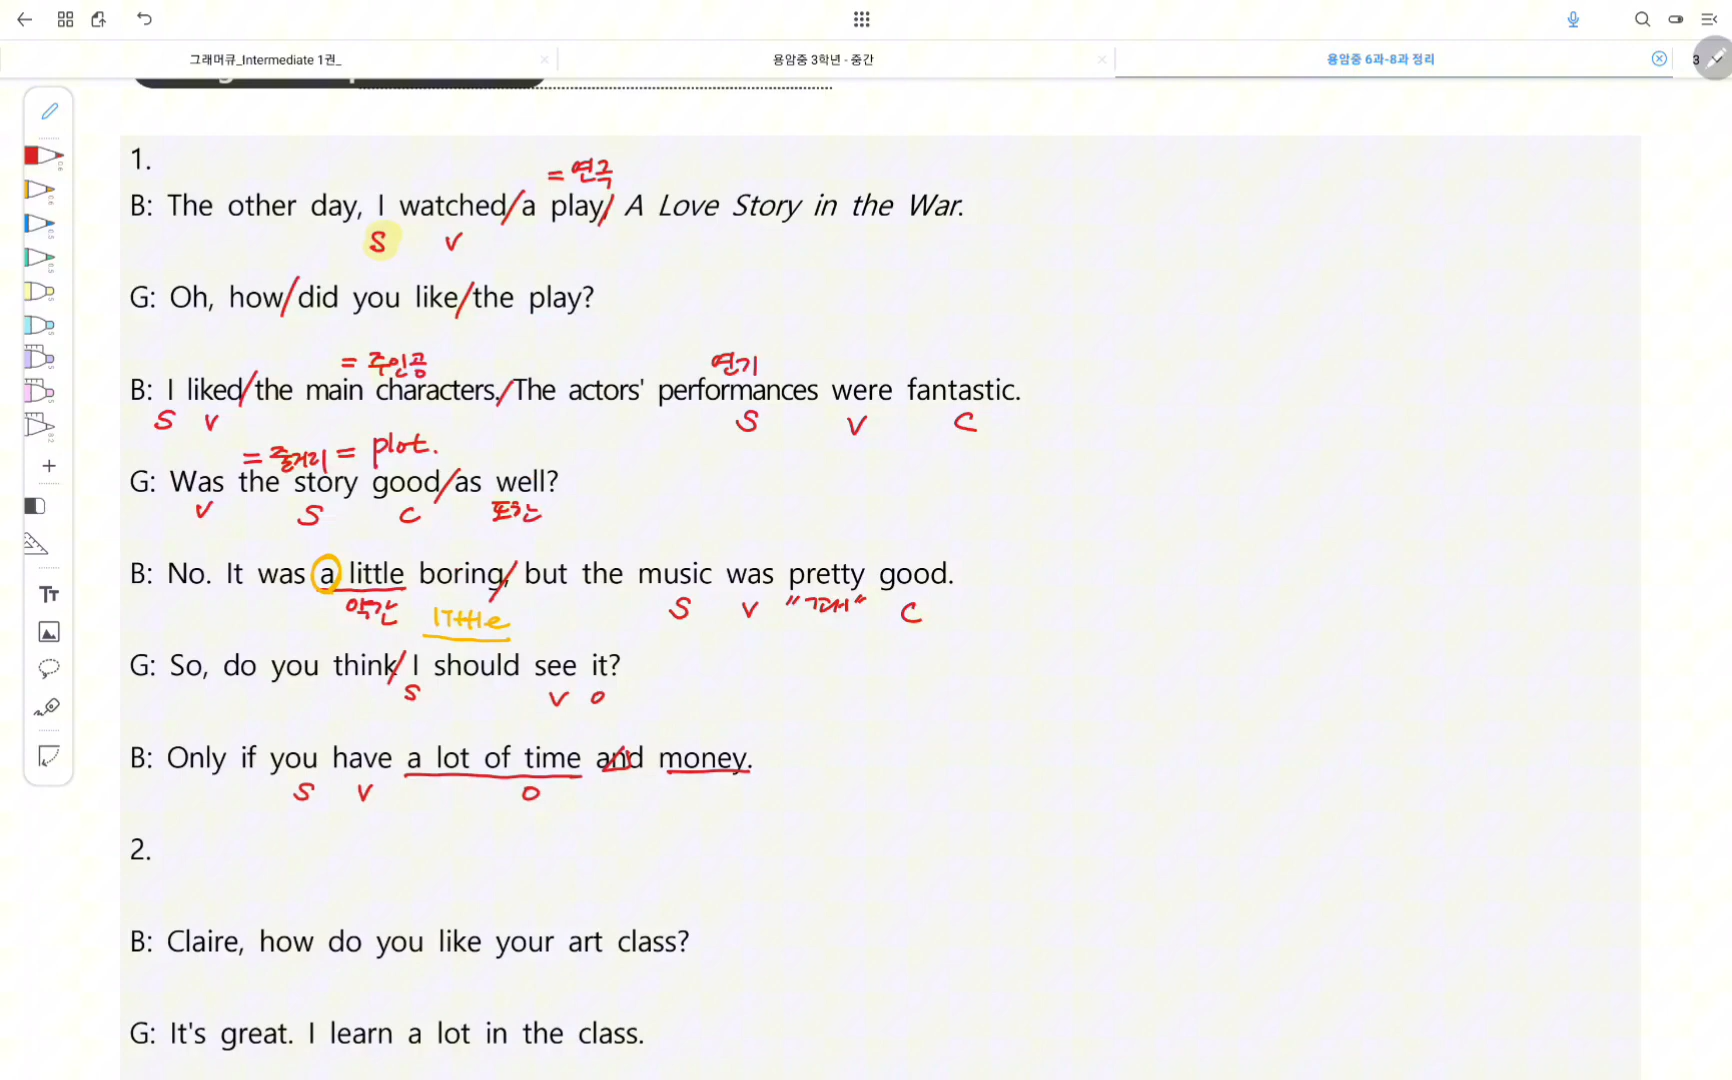 그래머큐_Intermediate 1권_
용암중 3학년 - 중간
용암중 6과-8과 정리
3
1.
= 연극
B: The other day, I watched/a play/ A Love Story in the War.
S V
G: Oh, how/did you like/the play?
= 주인공 연기
B: I liked/the main characters./The actors' performances were fantastic.
S V S V C
= 줄거리 = plot.
G: Was the story good/as well?
V S C 또한
B: No. It was a little boring,/but the music was pretty good.
약간 little S V "꽤" C
G: So, do you think/I should see it?
S V O
B: Only if you have a lot of time and money.
S V O
2.
B: Claire, how do you like your art class?
G: It's great. I learn a lot in the class.